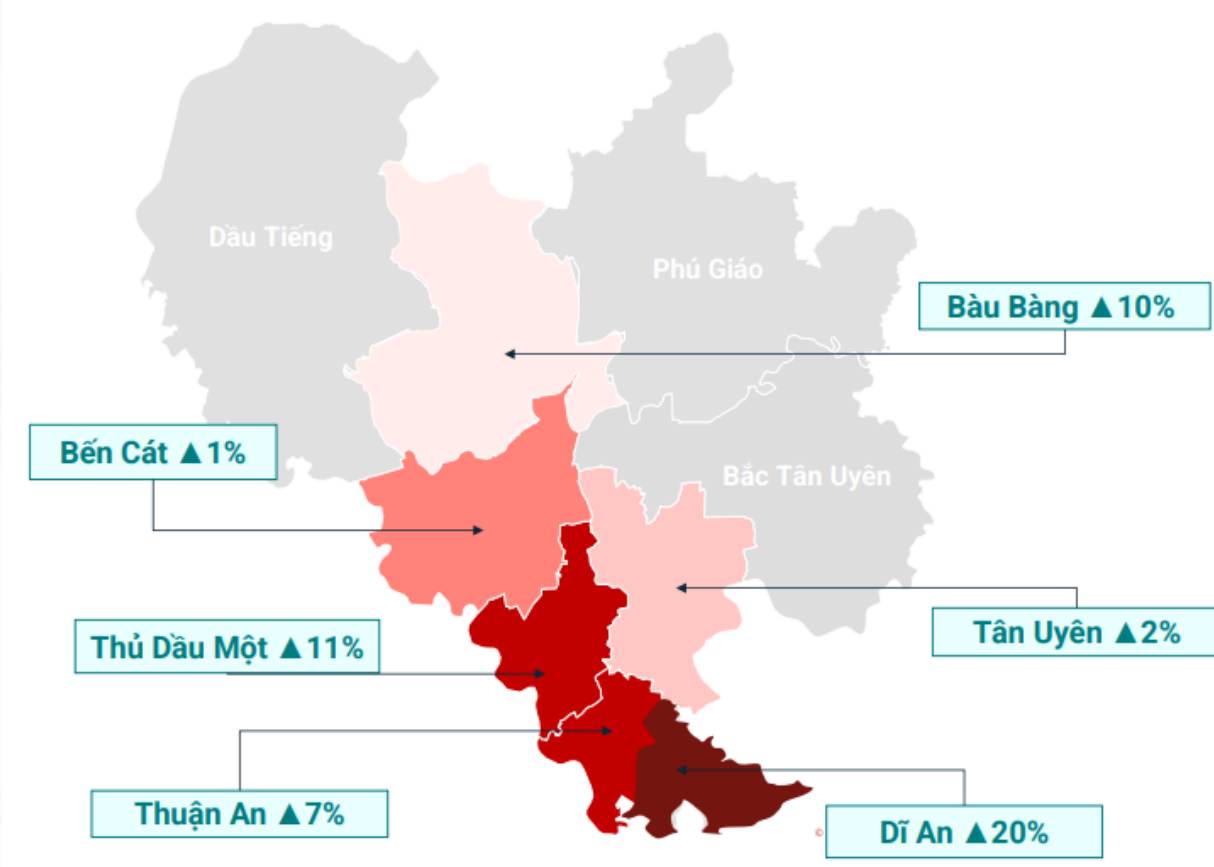 Dầu Tiếng
Phú Giáo
Bàu Bàng ▲10%
Bến Cát ▲1%
Bắc Tân Uyên
Thủ Dầu Một ▲11%
Tân Uyên ▲2%
Thuận An ▲7%
Dĩ An ▲20%
©